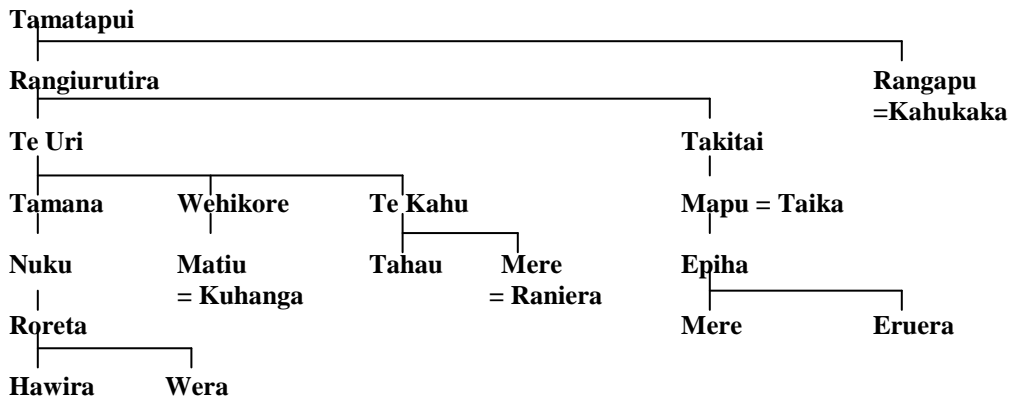 Tamatapui
Rangiurutira Rangapu
=Kahukaka
Te Uri Takitai
Tamana Wehikore Te Kahu Mapu = Taika
Nuku Matiu Tahau Mere Epiha
= Kuhanga = Raniera
Roreta Mere Eruera
Hawira Wera